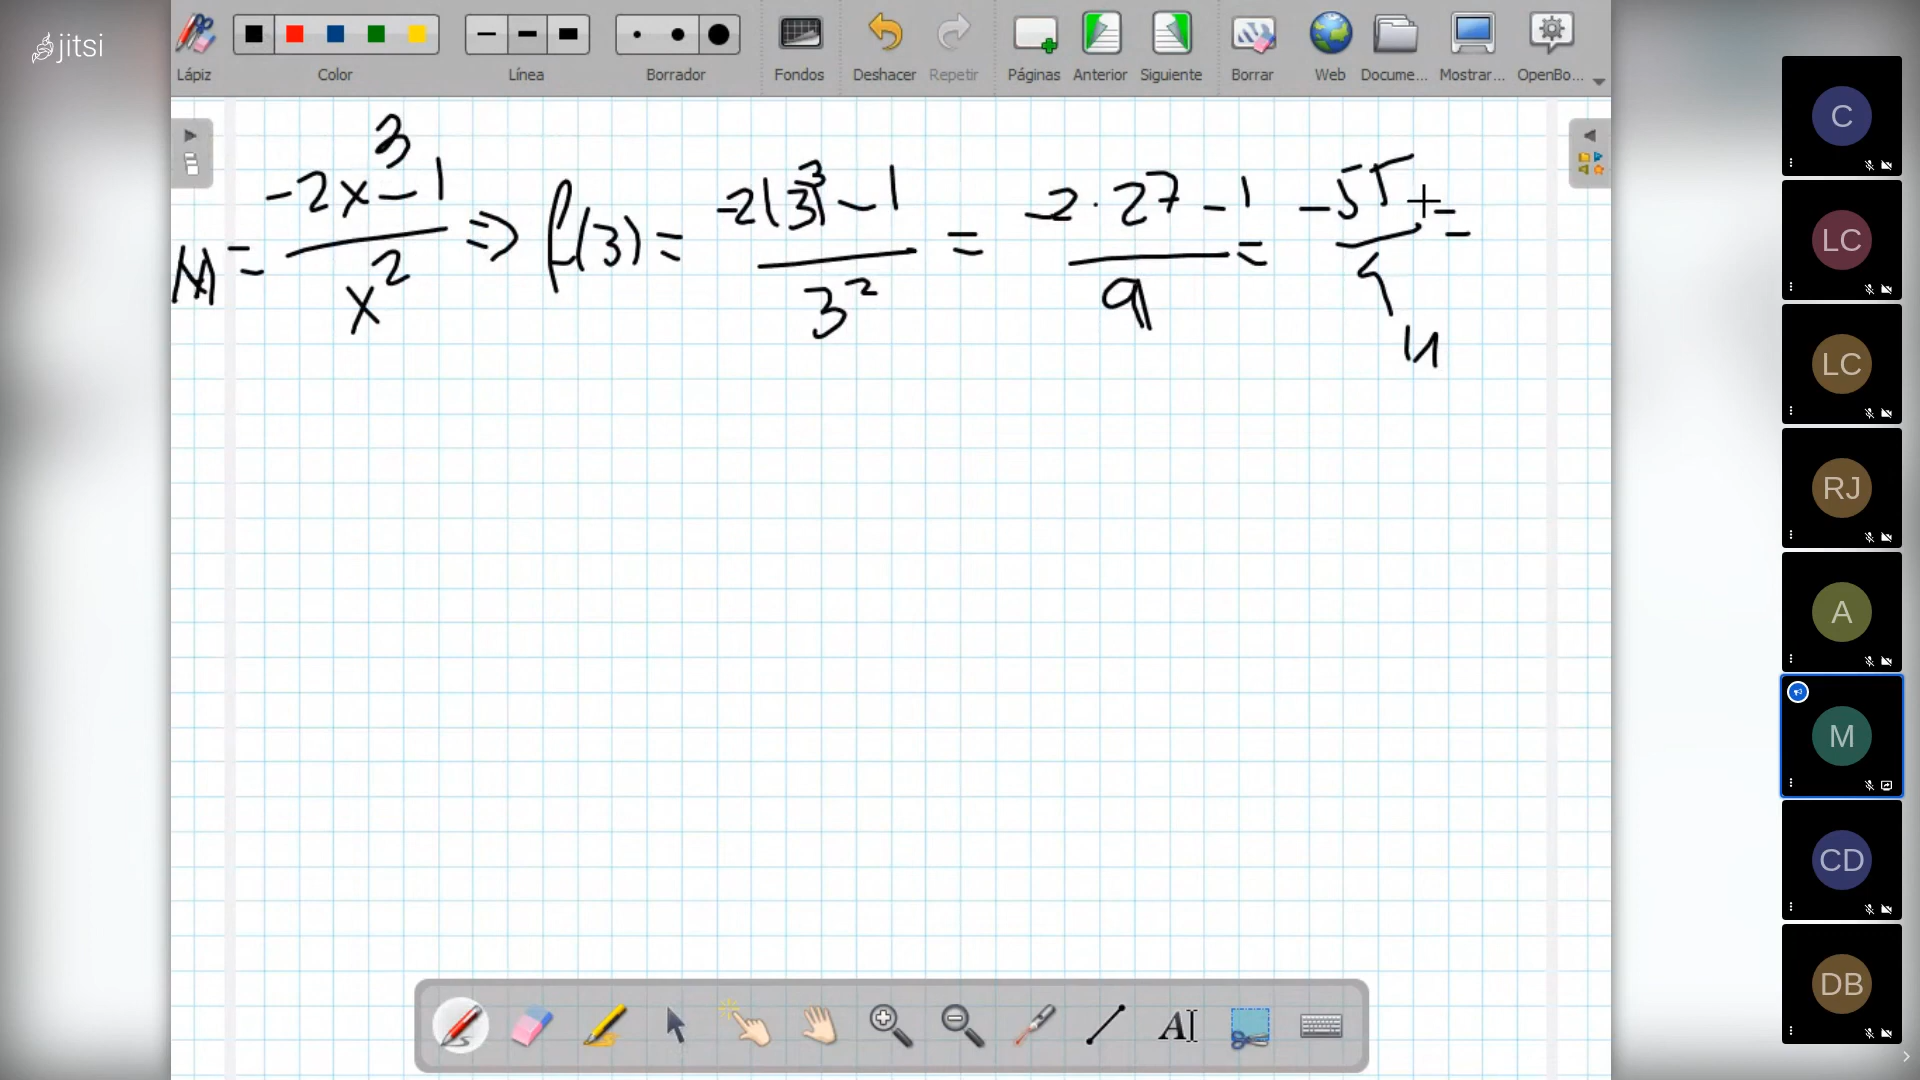 jitsi
Lápiz Color Línea Borrador Fondos Deshacer Repetir Páginas Anterior Siguiente Borrar Web Docume... Mostrar... OpenBo...
= (-2x³ - 1)/x² ⇒ f(3) = (-2(3)³ - 1)/3² = (-2 · 27 - 1)/9 = -55/9 =
C
LC
LC
RJ
A
M
CD
DB